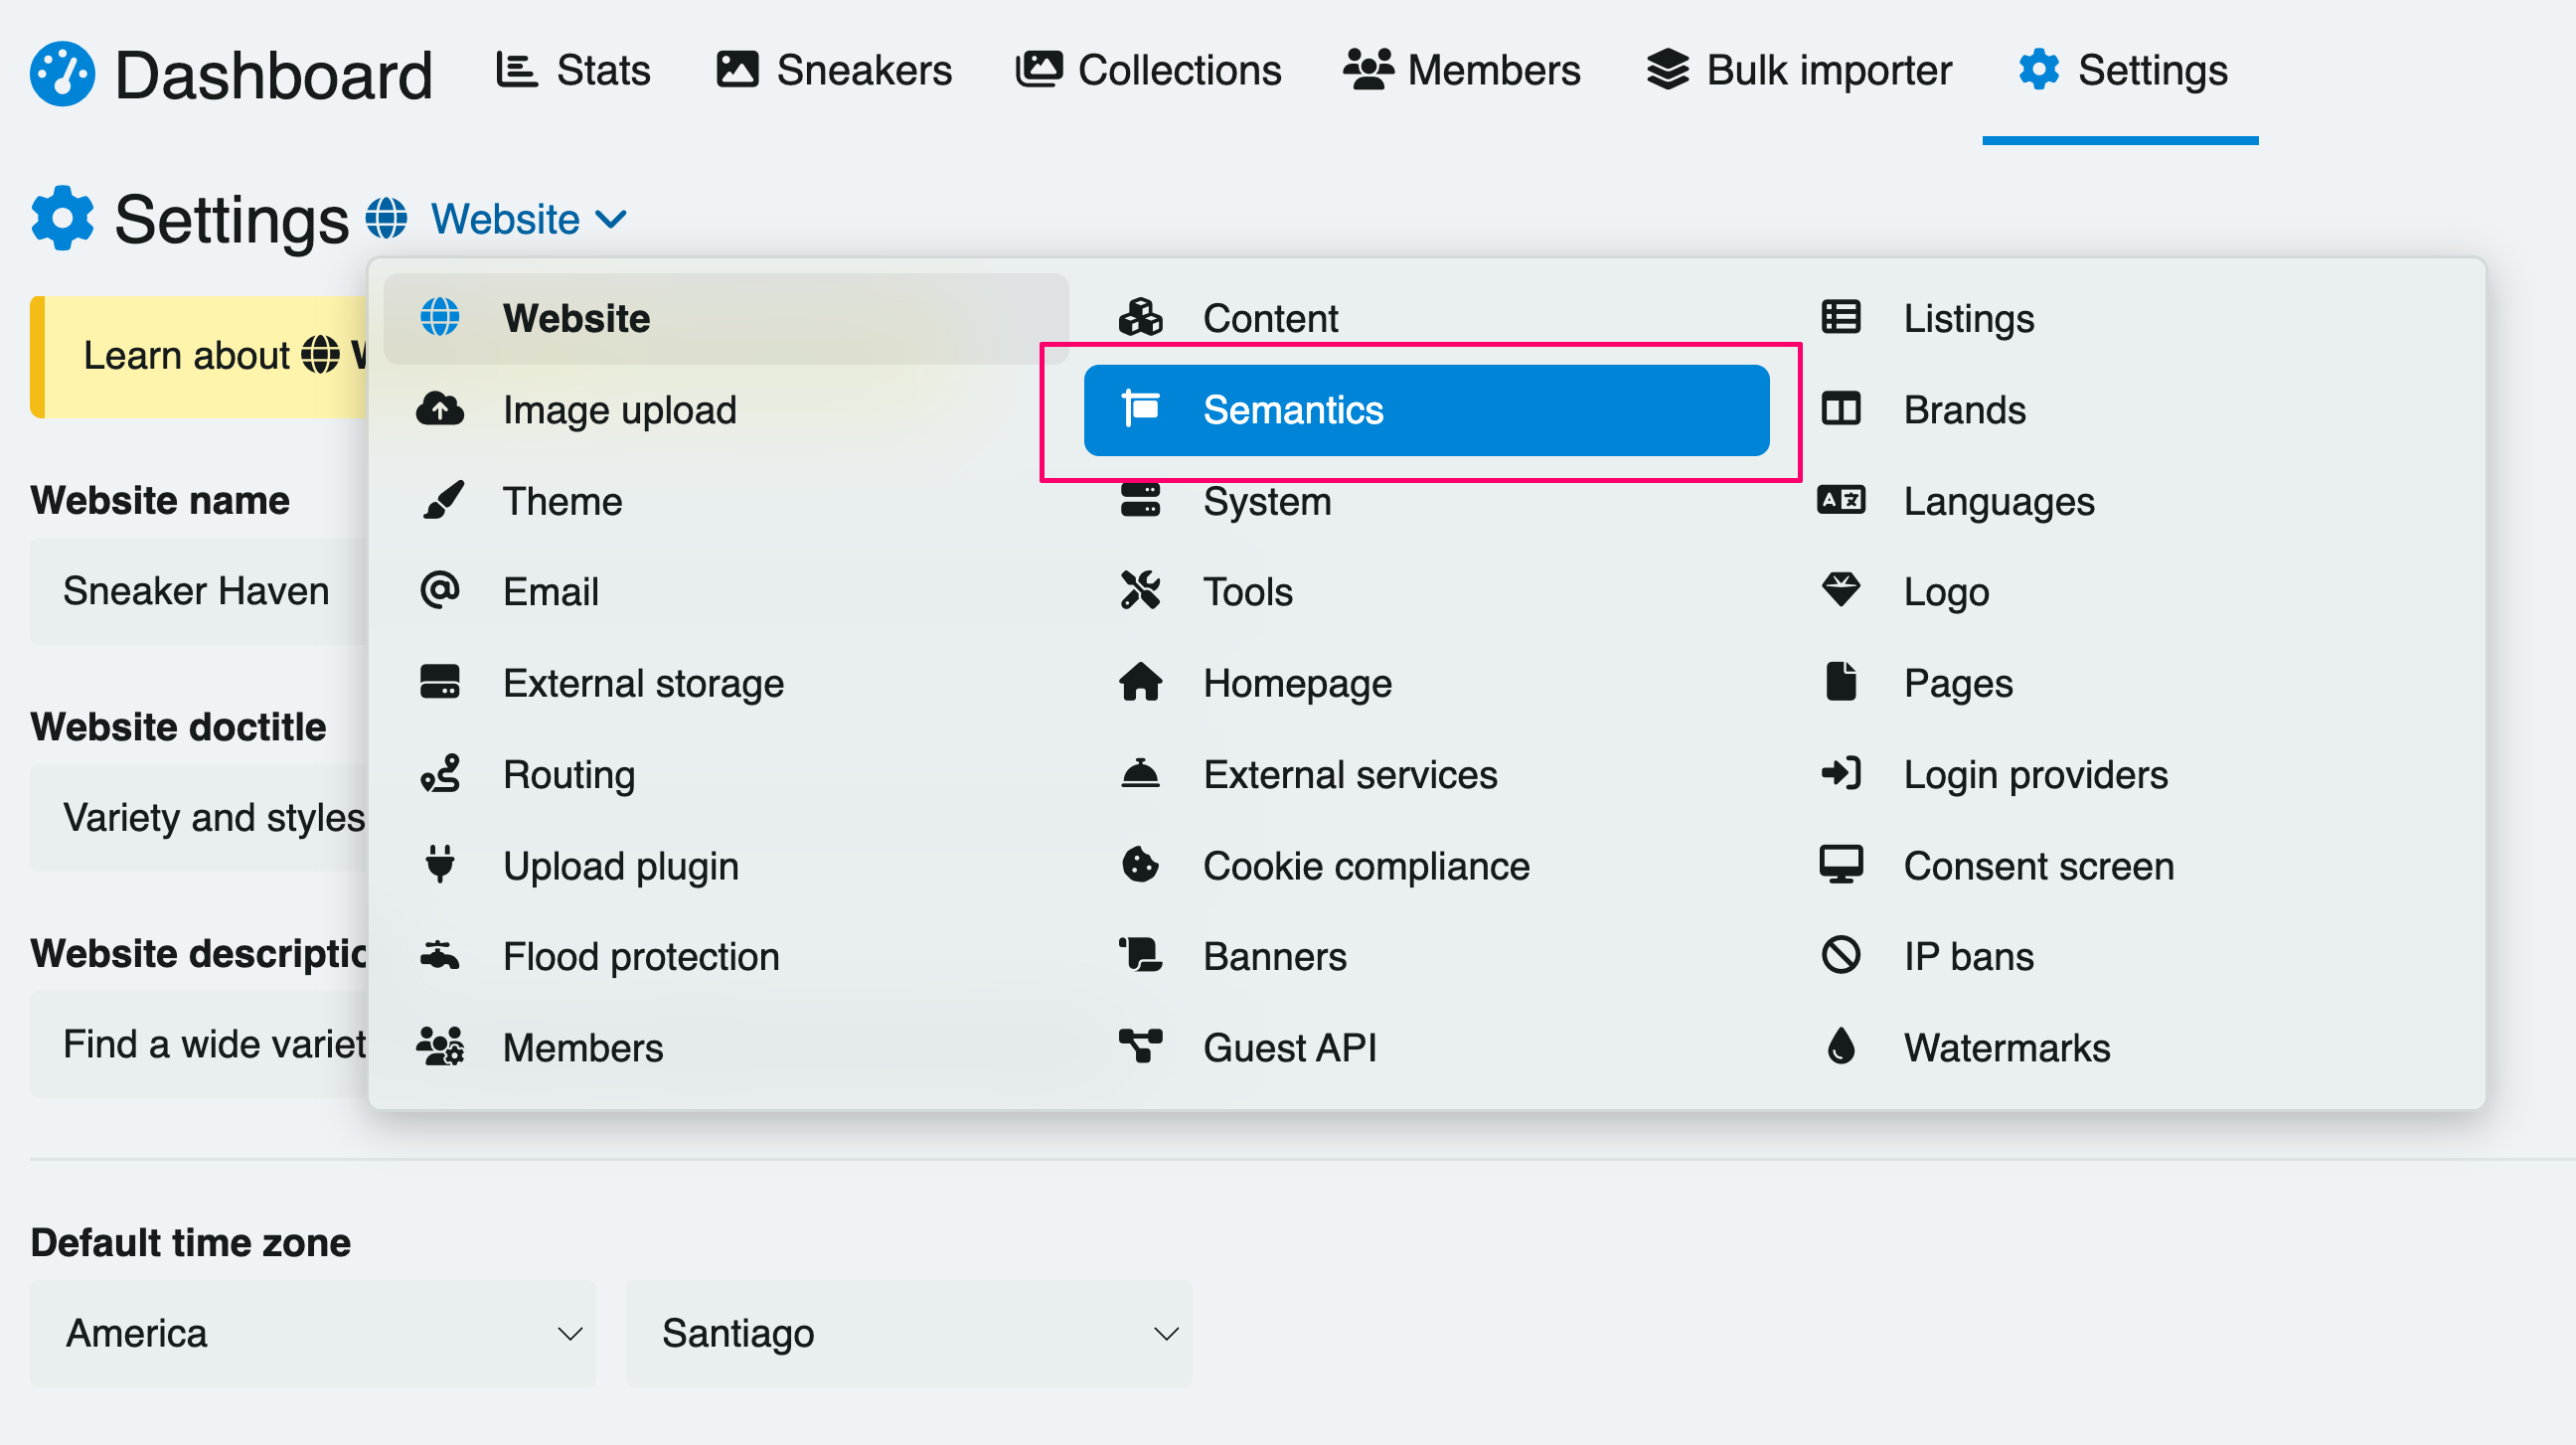 Dashboard Stats Sneakers Collections Members Bulk importer Settings
Settings Website
Learn about
Website Content Listings
Image upload Semantics Brands
Website name
Theme System Languages
Sneaker Haven
Email Tools Logo
External storage Homepage Pages
Website doctitle
Routing External services Login providers
Variety and styles
Upload plugin Cookie compliance Consent screen
Website descriptio
Flood protection Banners IP bans
Find a wide variet
Members Guest API Watermarks
Default time zone
America Santiago